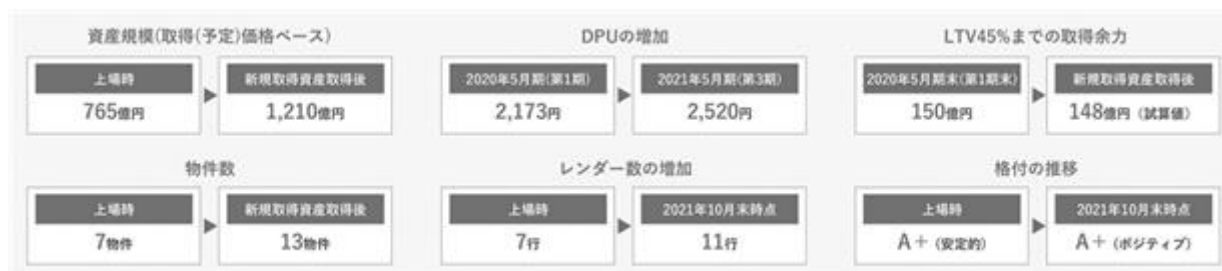 資産規模(取得(予定)価格ベース)
上場時
765億円
新規取得資産取得後
1,210億円
DPUの増加
2020年5月期(第1期)
2,173円
2021年5月期(第3期)
2,520円
LTV45%までの取得余力
2020年5月期末(第1期末)
150億円
新規取得資産取得後
148億円(試算値)
物件数
上場時
7物件
新規取得資産取得後
13物件
レンダー数の増加
上場時
7行
2021年10月末時点
11行
格付の推移
上場時
A+(安定的)
2021年10月末時点
A+(ポジティブ)